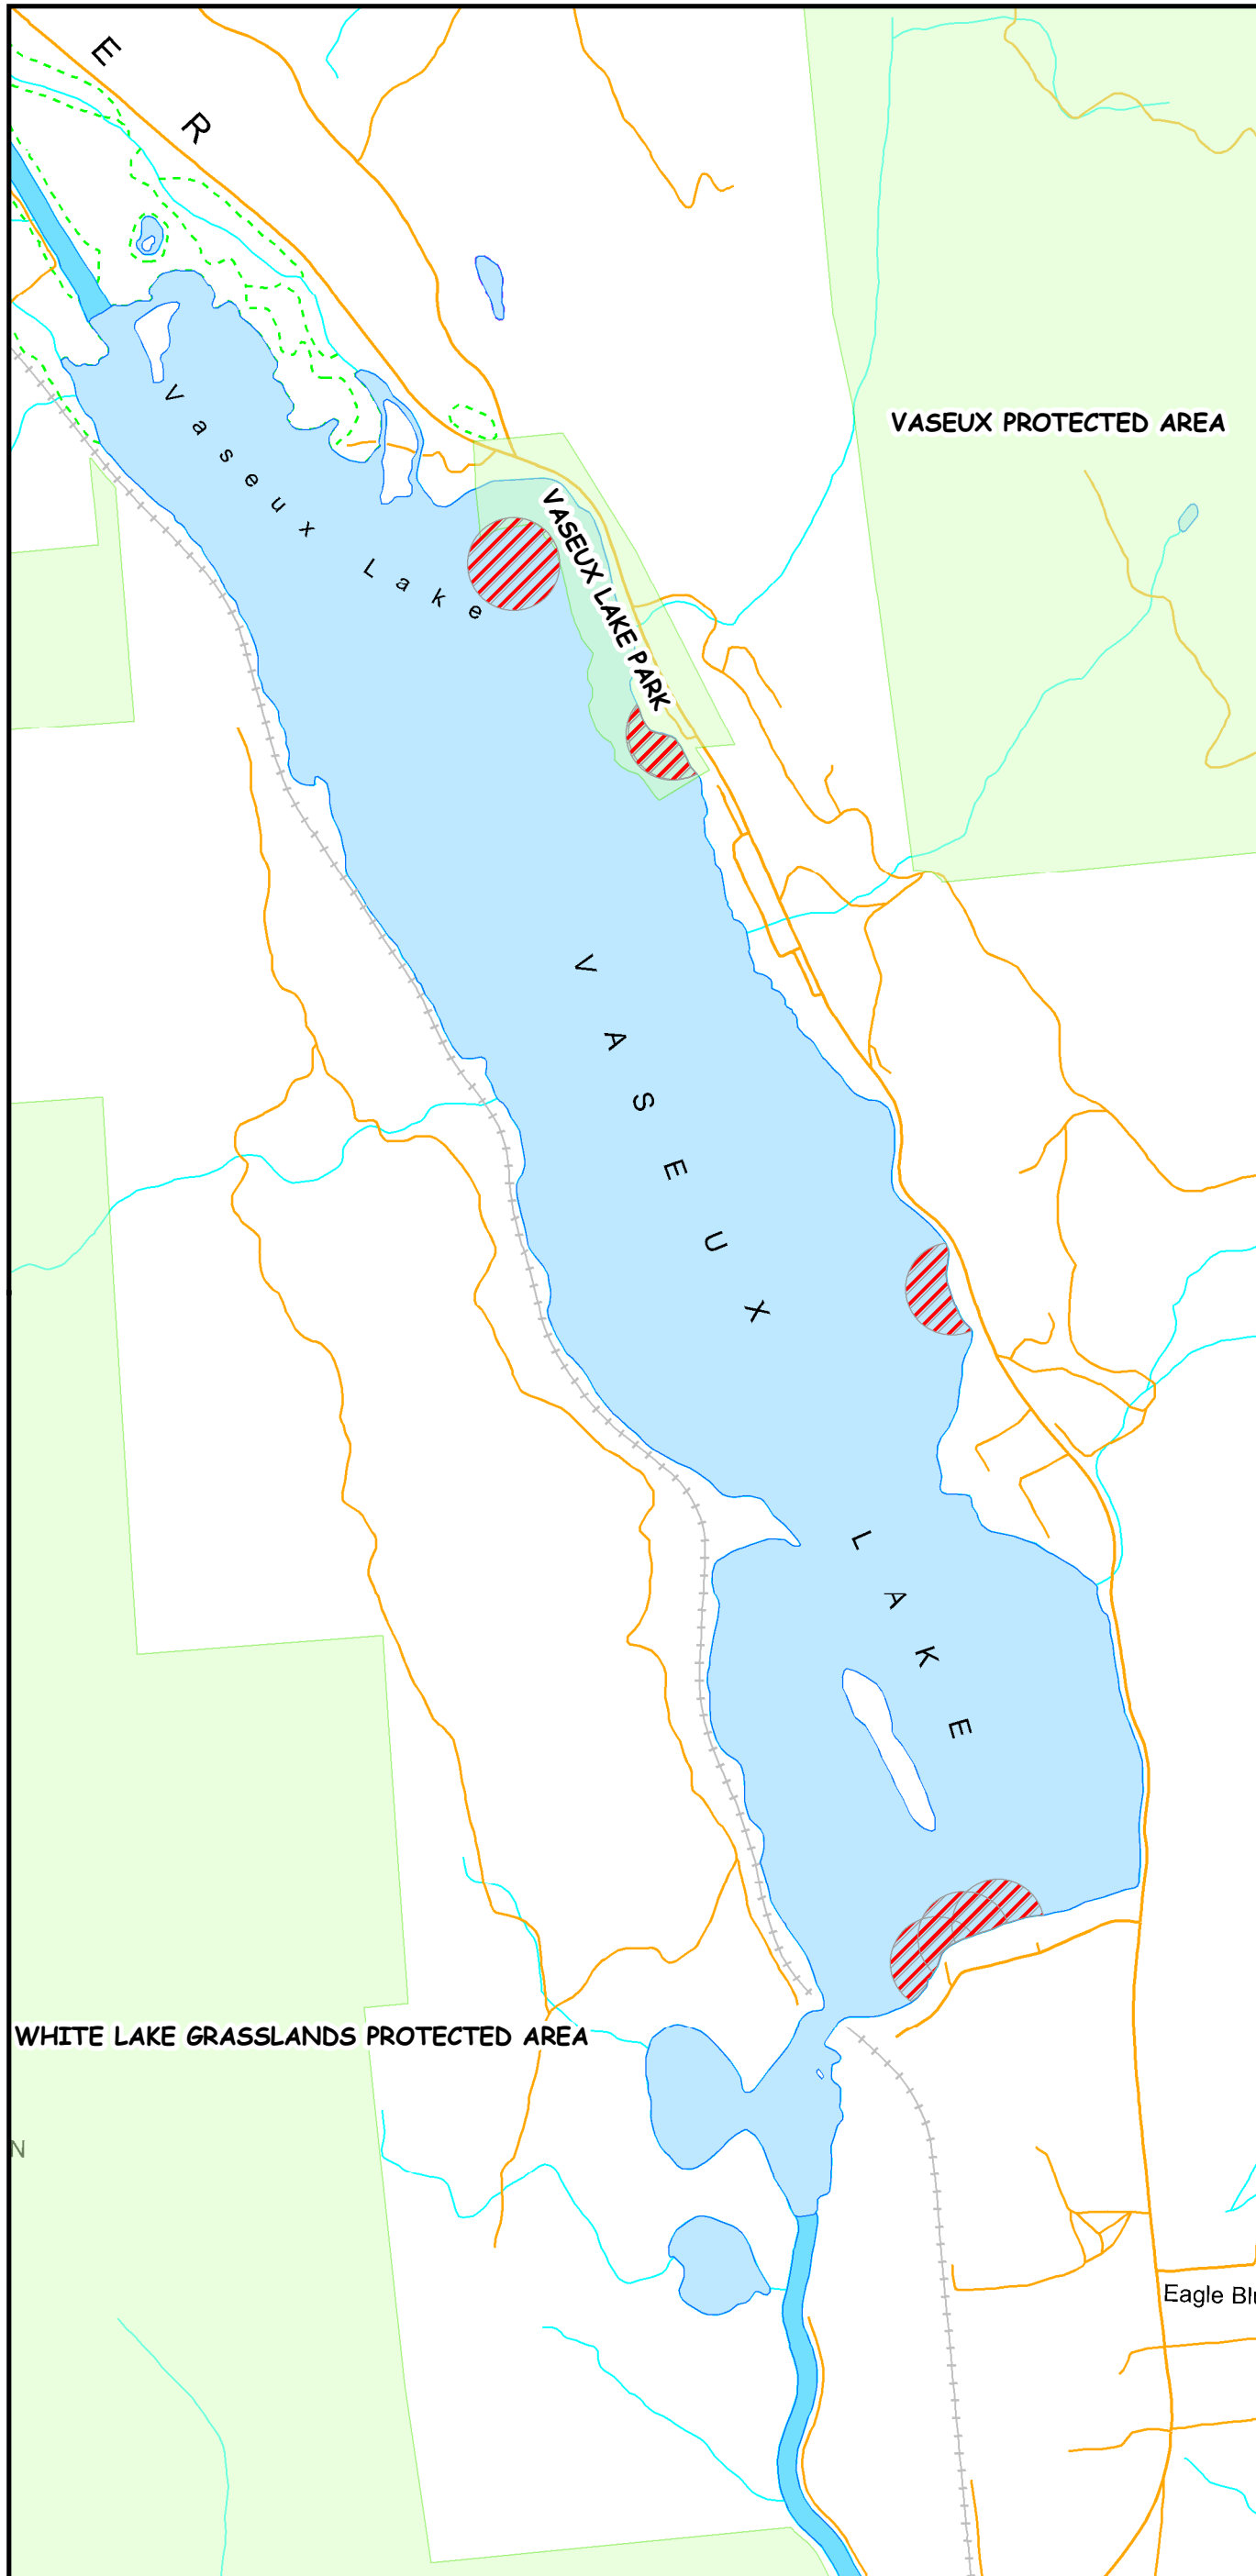 E R
VASEUX PROTECTED AREA
Vaseux Lake
VASEUX LAKE PARK
VASEUX
LAKE
WHITE LAKE GRASSLANDS PROTECTED AREA
N
Eagle Bl